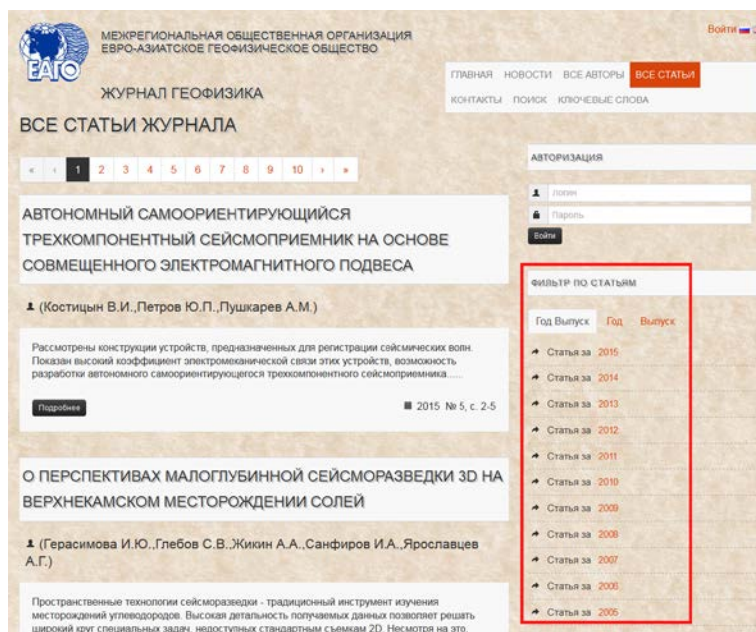 МЕЖРЕГИОНАЛЬНАЯ ОБЩЕСТВЕННАЯ ОРГАНИЗАЦИЯ
ЕВРО-АЗИАТСКОЕ ГЕОФИЗИЧЕСКОЕ ОБЩЕСТВО
ЕАГО
ЖУРНАЛ ГЕОФИЗИКА
Войти
ГЛАВНАЯ НОВОСТИ ВСЕ АВТОРЫ ВСЕ СТАТЬИ
КОНТАКТЫ ПОИСК КЛЮЧЕВЫЕ СЛОВА
ВСЕ СТАТЬИ ЖУРНАЛА
« ‹ 1 2 3 4 5 6 7 8 9 10 › »
АВТОНОМНЫЙ САМООРИЕНТИРУЮЩИЙСЯ
ТРЕХКОМПОНЕНТНЫЙ СЕЙСМОПРИЕМНИК НА ОСНОВЕ
СОВМЕЩЕННОГО ЭЛЕКТРОМАГНИТНОГО ПОДВЕСА
(Костицын В.И.,Петров Ю.П.,Пушкарев А.М.)
Рассмотрены конструкции устройств, предназначенных для регистрации сейсмических волн.
Показан высокий коэффициент электромеханической связи этих устройств, возможность
разработки автономного самоориентирующегося трехкомпонентного сейсмоприемника......
Подробнее
2015 № 5, с. 2-5
О ПЕРСПЕКТИВАХ МАЛОГЛУБИННОЙ СЕЙСМОРАЗВЕДКИ 3D НА
ВЕРХНЕКАМСКОМ МЕСТОРОЖДЕНИИ СОЛЕЙ
(Герасимова И.Ю.,Глебов С.В.,Жикин А.А.,Санфиров И.А.,Ярославцев
А.Г.)
Пространственные технологии сейсморазведки - традиционный инструмент изучения
месторождений углеводородов. Высокая детальность получаемых данных позволяет решать
широкий круг специальных задач, недоступных стандартным съемкам 2D. Несмотря на это,
АВТОРИЗАЦИЯ
Логин
Пароль
Войти
ФИЛЬТР ПО СТАТЬЯМ
Год Выпуск Год Выпуск
Статья за 2015
Статья за 2014
Статья за 2013
Статья за 2012
Статья за 2011
Статья за 2010
Статья за 2009
Статья за 2008
Статья за 2007
Статья за 2006
Статья за 2005